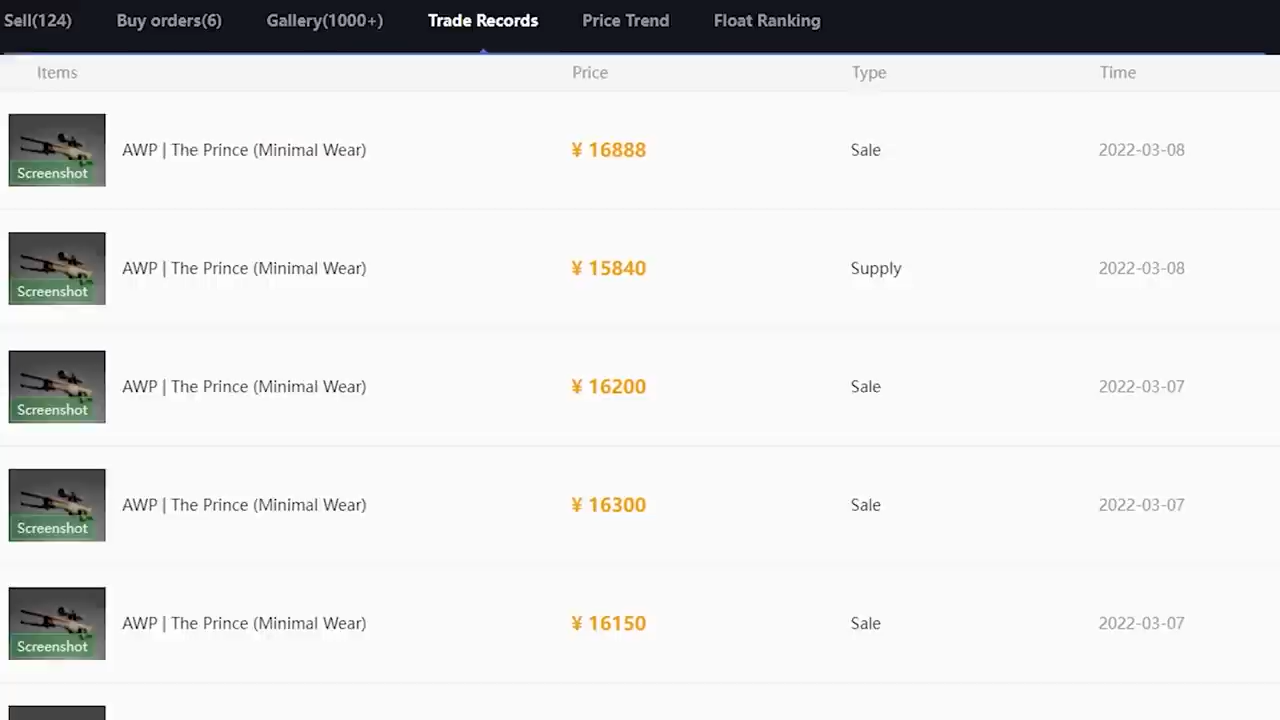 Sell(124) Buy orders(6) Gallery(1000+) Trade Records Price Trend Float Ranking
Items Price Type Time
Screenshot AWP | The Prince (Minimal Wear) ¥ 16888 Sale 2022-03-08
Screenshot AWP | The Prince (Minimal Wear) ¥ 15840 Supply 2022-03-08
Screenshot AWP | The Prince (Minimal Wear) ¥ 16200 Sale 2022-03-07
Screenshot AWP | The Prince (Minimal Wear) ¥ 16300 Sale 2022-03-07
Screenshot AWP | The Prince (Minimal Wear) ¥ 16150 Sale 2022-03-07